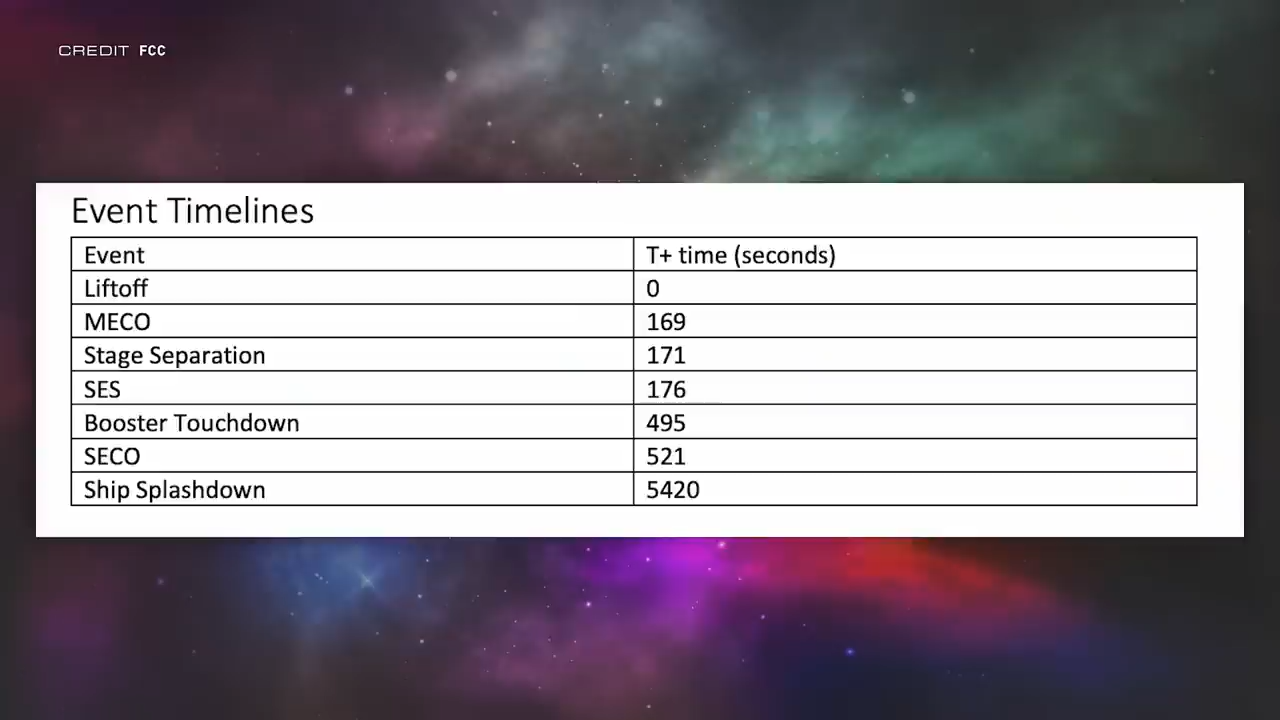 CREDIT FCC
Event Timelines
Event T+ time (seconds)
Liftoff 0
MECO 169
Stage Separation 171
SES 176
Booster Touchdown 495
SECO 521
Ship Splashdown 5420